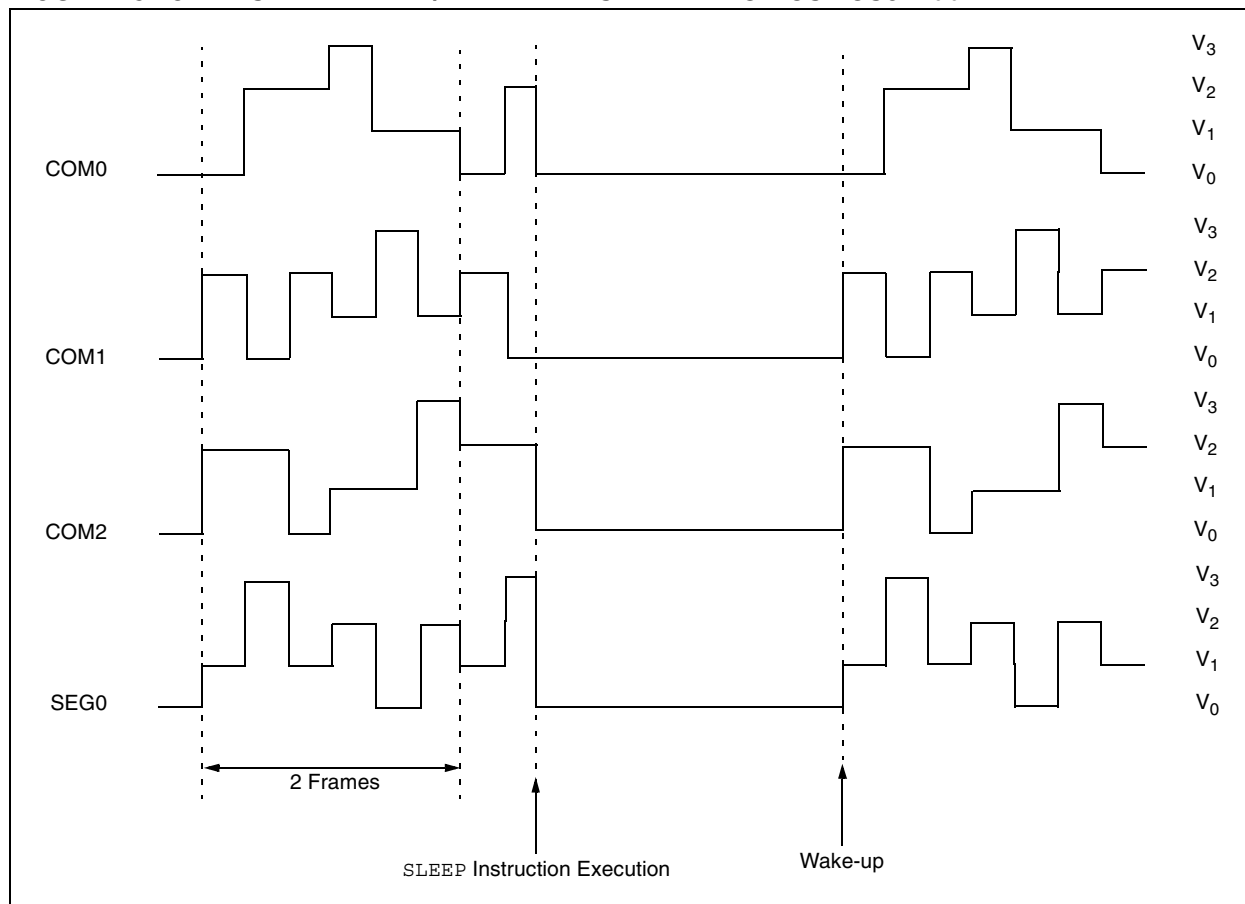 COM0
V3
V2
V1
V0
COM1
V3
V2
V1
V0
COM2
V3
V2
V1
V0
SEG0
V3
V2
V1
V0
2 Frames
SLEEP Instruction Execution
Wake-up